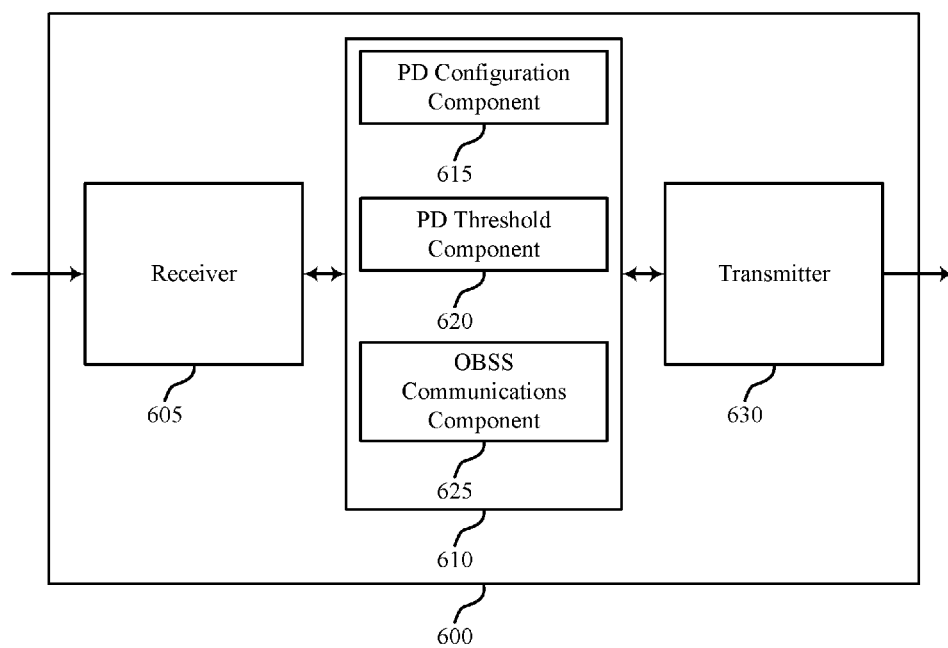 PD Configuration
Component
615
PD Threshold
Component
620
OBSS
Communications
Component
625
610
Receiver
605
Transmitter
630
600